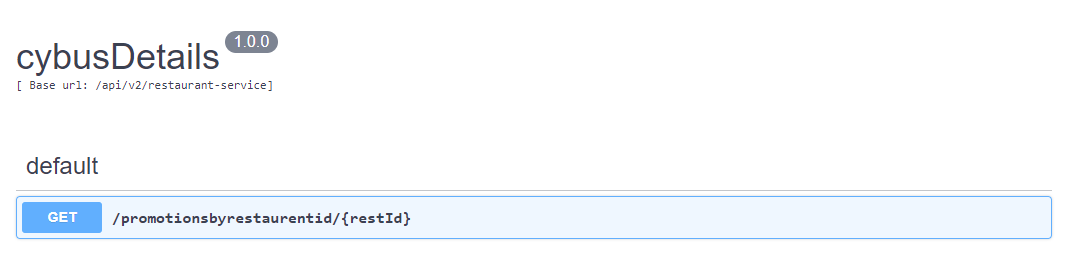 cybusDetails 1.0.0
[ Base url: /api/v2/restaurant-service]
default
GET /promotionsbyrestaurentid/{restId}